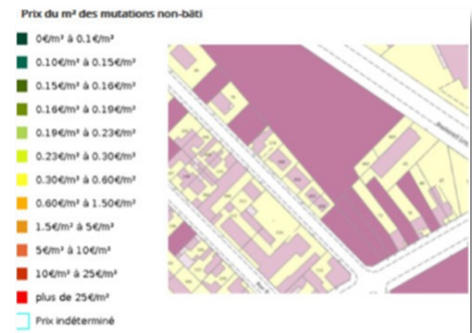 Prix du m² des mutations non-bâti
0€/m² à 0.1€/m²
0.10€/m² à 0.15€/m²
0.15€/m² à 0.16€/m²
0.16€/m² à 0.19€/m²
0.19€/m² à 0.23€/m²
0.23€/m² à 0.30€/m²
0.30€/m² à 0.60€/m²
0.60€/m² à 1.50€/m²
1.5€/m² à 5€/m²
5€/m² à 10€/m²
10€/m² à 25€/m²
plus de 25€/m²
Prix indéterminé